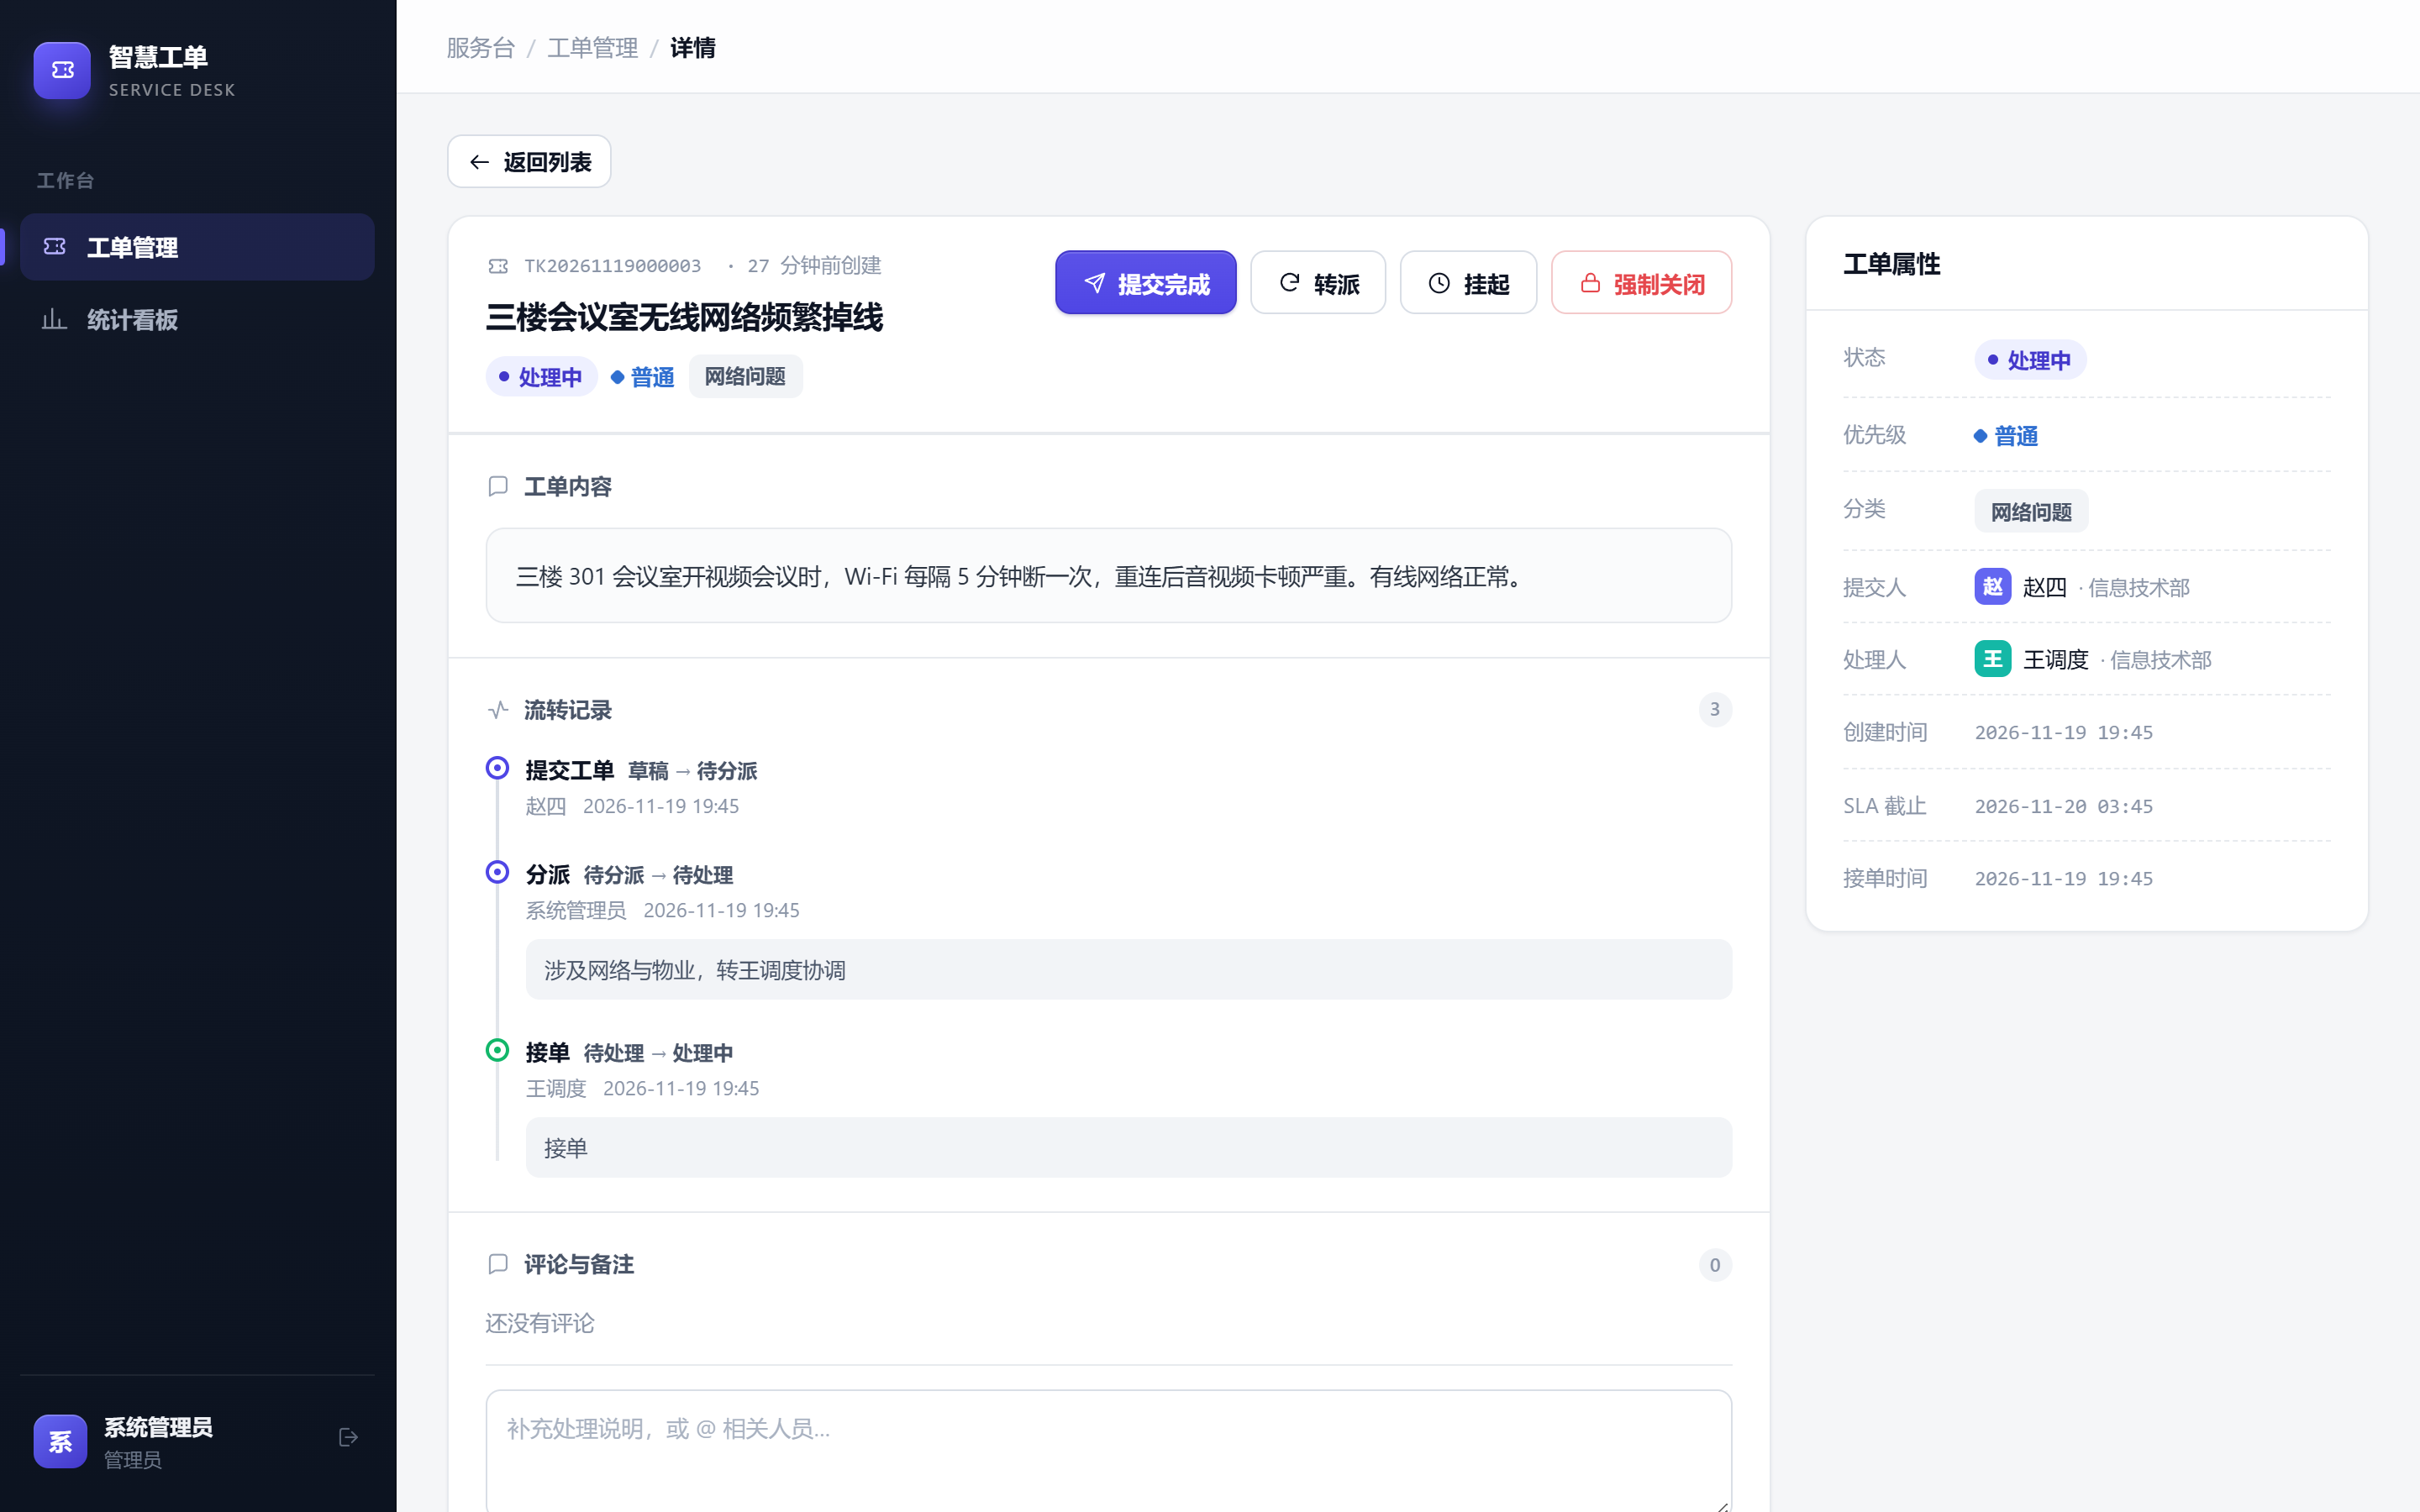 智慧工单
SERVICE DESK
工作台
工单管理
统计看板
系
系统管理员
管理员
服务台 / 工单管理 / 详情
返回列表
TK20261119000003 · 27 分钟前创建
三楼会议室无线网络频繁掉线
处理中 普通 网络问题
提交完成 转派 挂起 强制关闭
工单内容
三楼 301 会议室开视频会议时，Wi-Fi 每隔 5 分钟断一次，重连后音视频卡顿严重。有线网络正常。
流转记录 3
提交工单 草稿 → 待分派
赵四 2026-11-19 19:45
分派 待分派 → 待处理
系统管理员 2026-11-19 19:45
涉及网络与物业，转王调度协调
接单 待处理 → 处理中
王调度 2026-11-19 19:45
接单
评论与备注 0
还没有评论
补充处理说明，或 @ 相关人员...
工单属性
状态 处理中
优先级 普通
分类 网络问题
提交人 赵 赵四 · 信息技术部
处理人 王 王调度 · 信息技术部
创建时间 2026-11-19 19:45
SLA 截止 2026-11-20 03:45
接单时间 2026-11-19 19:45